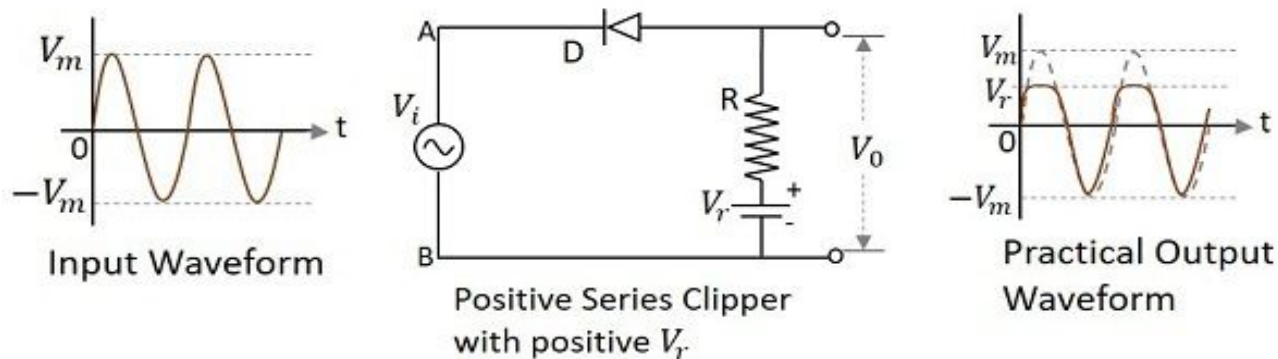 V_m
t
0
−V_m
Input Waveform
A
D
V_i
R
V_r
+
-
V_0
B
Positive Series Clipper
with positive V_r
V_m
V_r
t
0
−V_m
Practical Output
Waveform